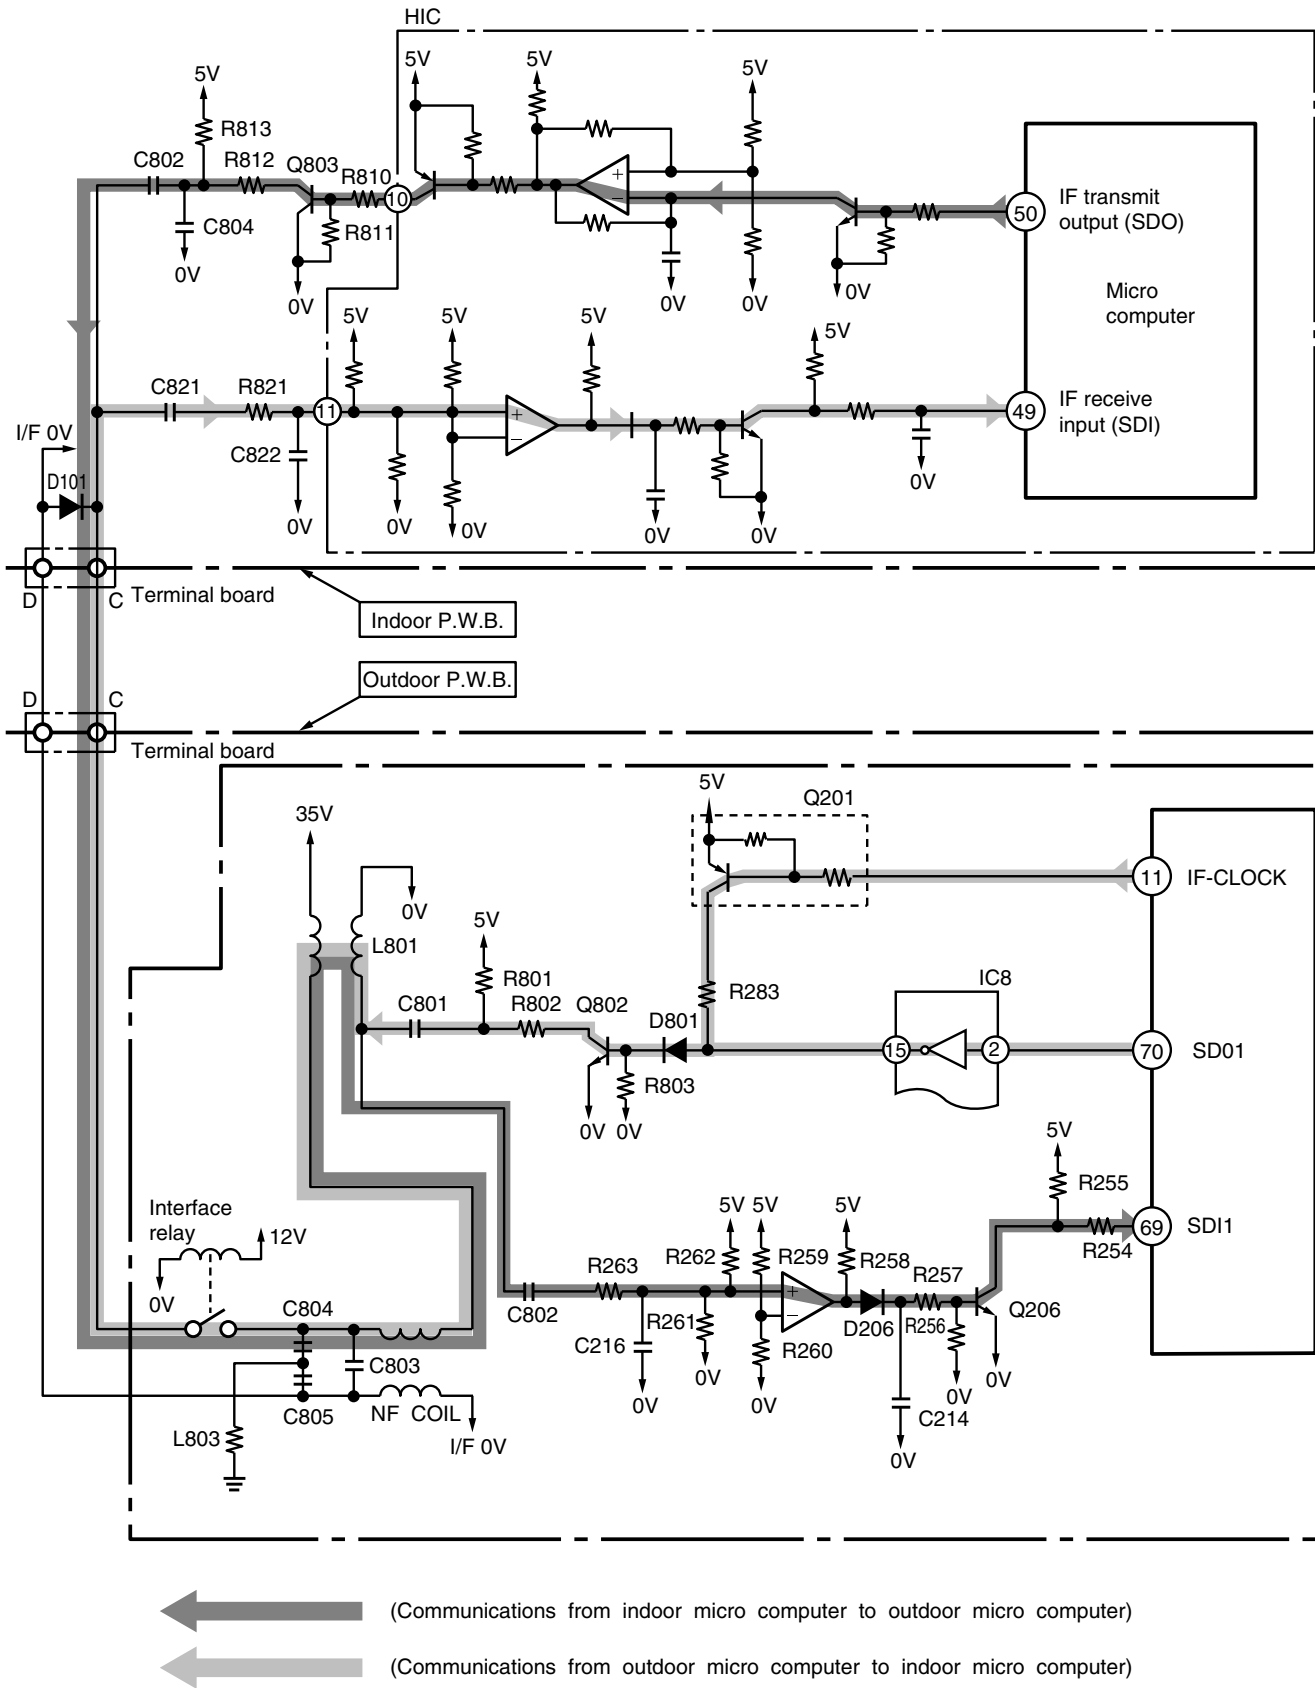 HIC
5V
5V
5V
5V
R813
C802
R812
Q803
R810
10
R811
C804
0V
0V
+
−
0V
0V
0V
50
IF transmit
output (SDO)
Micro
computer
5V
5V
5V
5V
C821
R821
11
C822
+
−
49
IF receive
input (SDI)
I/F 0V
D101
0V
0V
0V
0V
0V
0V
D
C
Terminal board
Indoor P.W.B.
Outdoor P.W.B.
D
C
Terminal board
5V
Q201
35V
0V
L801
11
IF-CLOCK
5V
R801
C801
R802
Q802
D801
R283
IC8
15
2
70
SD01
R803
0V
0V
5V
R255
69
SDI1
R254
Interface
relay
12V
0V
5V
5V
5V
R262
R259
R258
R263
R257
C802
+
−
C804
C216
R261
R260
D206
R256
Q206
C803
0V
0V
0V
0V
0V
C214
C805
NF COIL
L803
I/F 0V
0V
(Communications from indoor micro computer to outdoor micro computer)
(Communications from outdoor micro computer to indoor micro computer)